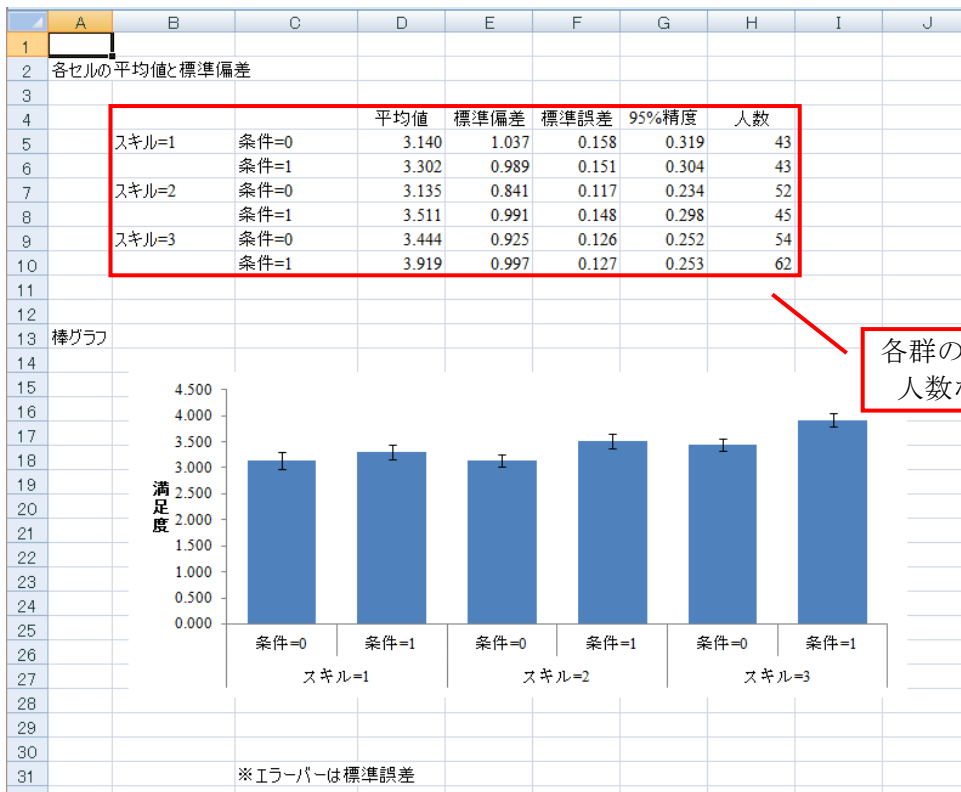 A B C D E F G H I J
1
2 各セルの平均値と標準偏差
3
4 平均値 標準偏差 標準誤差 95%精度 人数
5 スキル=1 条件=0 3.140 1.037 0.158 0.319 43
6 条件=1 3.302 0.989 0.151 0.304 43
7 スキル=2 条件=0 3.135 0.841 0.117 0.234 52
8 条件=1 3.511 0.991 0.148 0.298 45
9 スキル=3 条件=0 3.444 0.925 0.126 0.252 54
10 条件=1 3.919 0.997 0.127 0.253 62
11
12
13 棒グラフ
各群の
人数
14
15
16
17
18
19
20
21
22
23
24
25
26
27
28
29
30
31 ※エラーバーは標準誤差
満足度
4.500
4.000
3.500
3.000
2.500
2.000
1.500
1.000
0.500
0.000
条件=0 条件=1 条件=0 条件=1 条件=0 条件=1
スキル=1 スキル=2 スキル=3